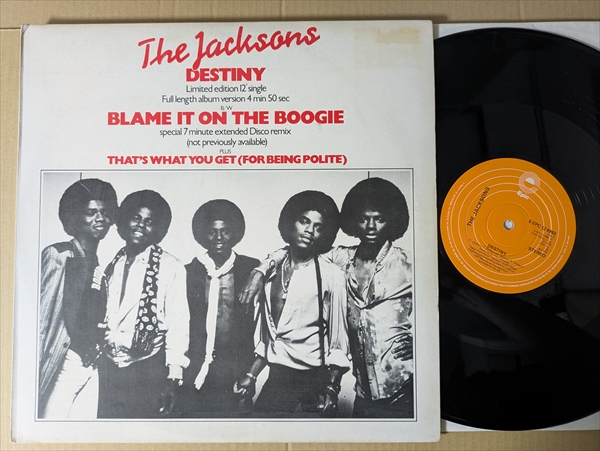 The Jacksons
DESTINY
Limited edition 12" single
Full length album version 4 min 50 sec
B/W
BLAME IT ON THE BOOGIE
special 7 minute extended Disco remix
(not previously available)
PLUS
THAT'S WHAT YOU GET (FOR BEING POLITE)
Epic
THE JACKSONS
DESTINY
STEREO